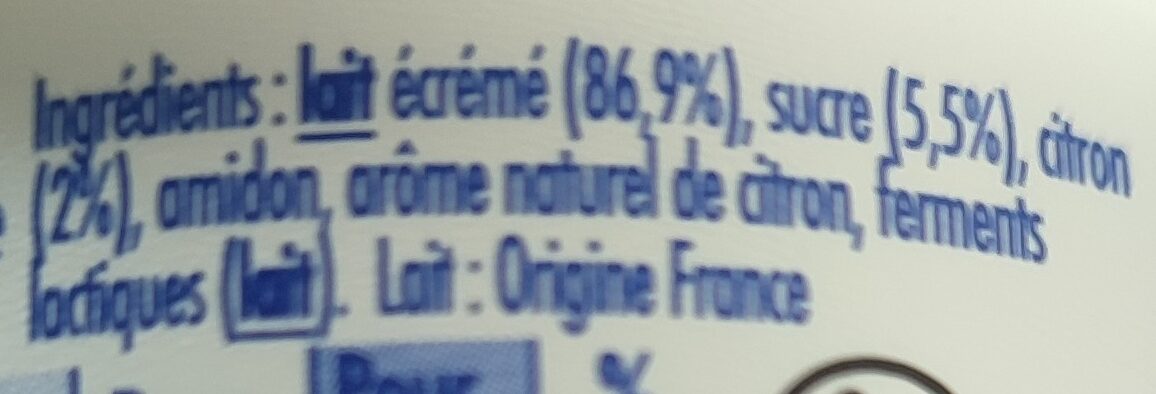 Ingrédients : lait écrémé (86,9%), sucre (5,5%), citron
(2%), amidon, arôme naturel de citron, ferments
lactiques (lait). Lait : Origine France
Pour %